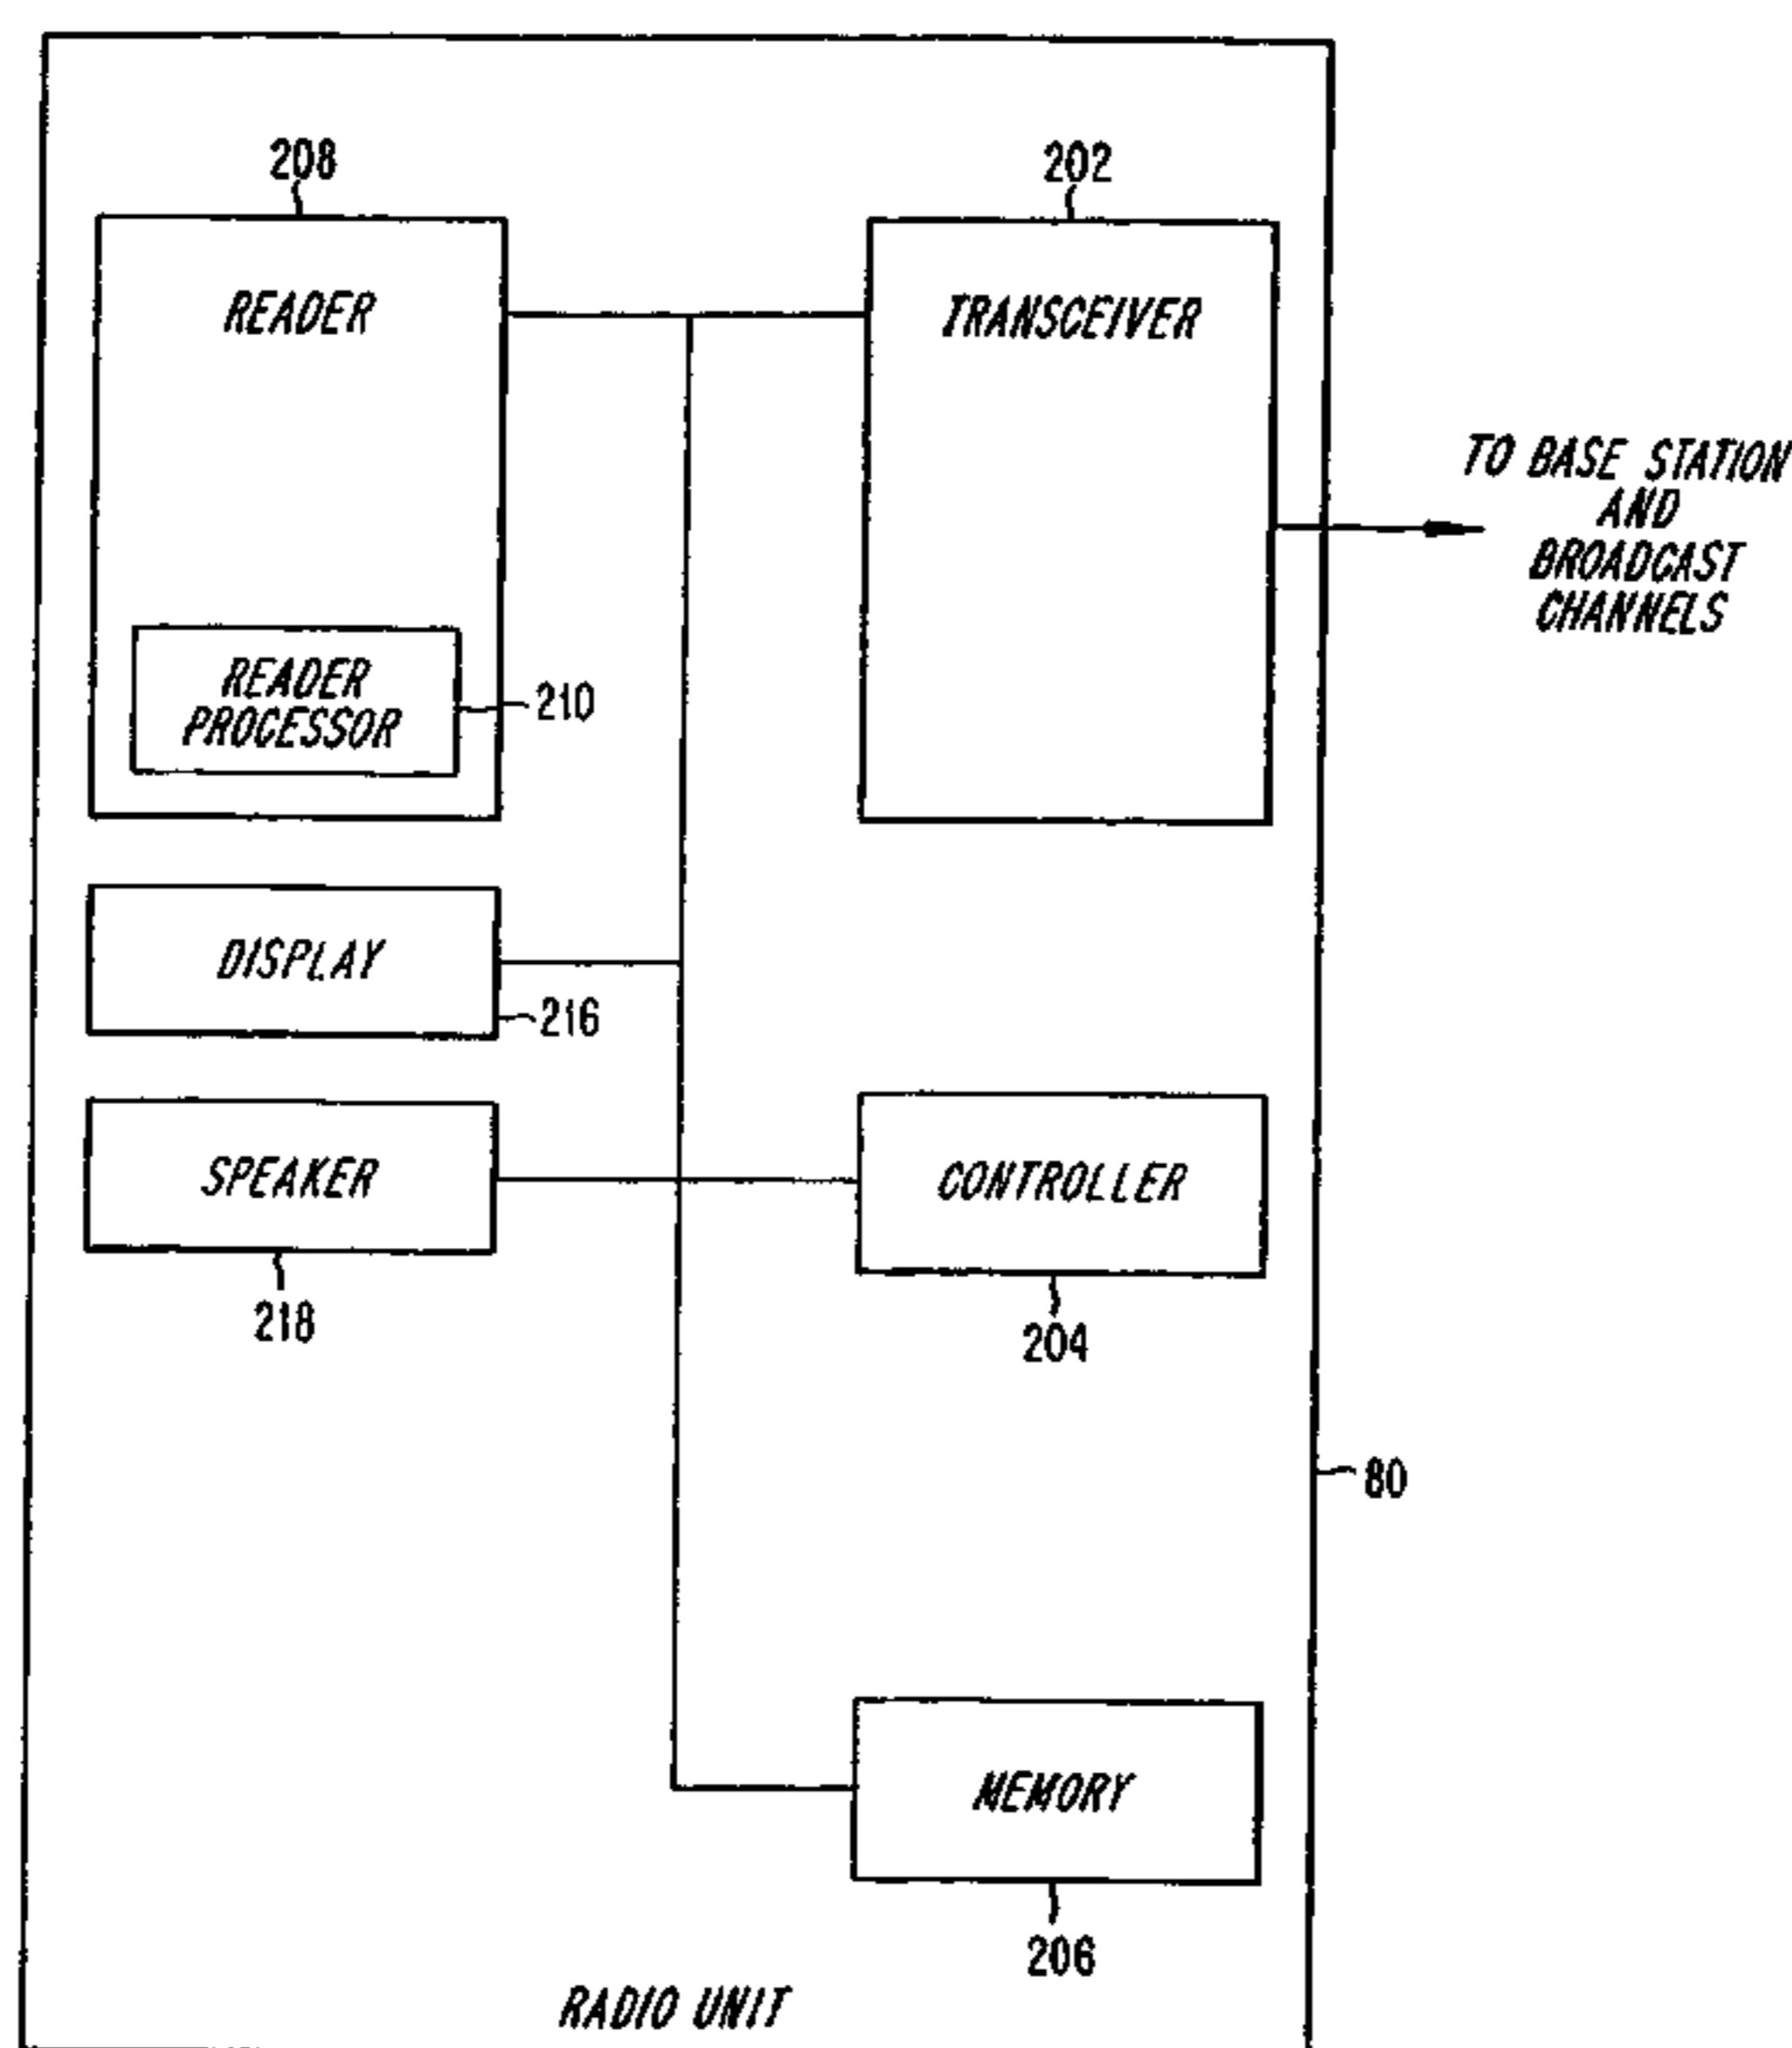 208
202
READER
TRANSCEIVER
TO BASE STATION
AND
BROADCAST
CHANNELS
READER
PROCESSOR
210
DISPLAY
216
SPEAKER
CONTROLLER
218
204
80
MEMORY
206
RADIO UNIT